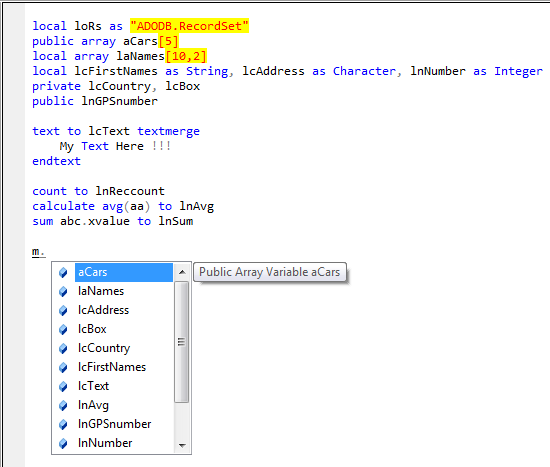 local loRs as "ADODB.RecordSet"
public array aCars[5]
local array laNames[10,2]
local lcFirstNames as String, lcAddress as Character, lnNumber as Integer
private lcCountry, lcBox
public lnGPSnumber
text to lcText textmerge
My Text Here !!!
endtext
count to lnReccount
calculate avg(aa) to lnAvg
sum abc.xvalue to lnSum
m.
aCars
Public Array Variable aCars
laNames
lcAddress
lcBox
lcCountry
lcFirstNames
lcText
lnAvg
lnGPSnumber
lnNumber